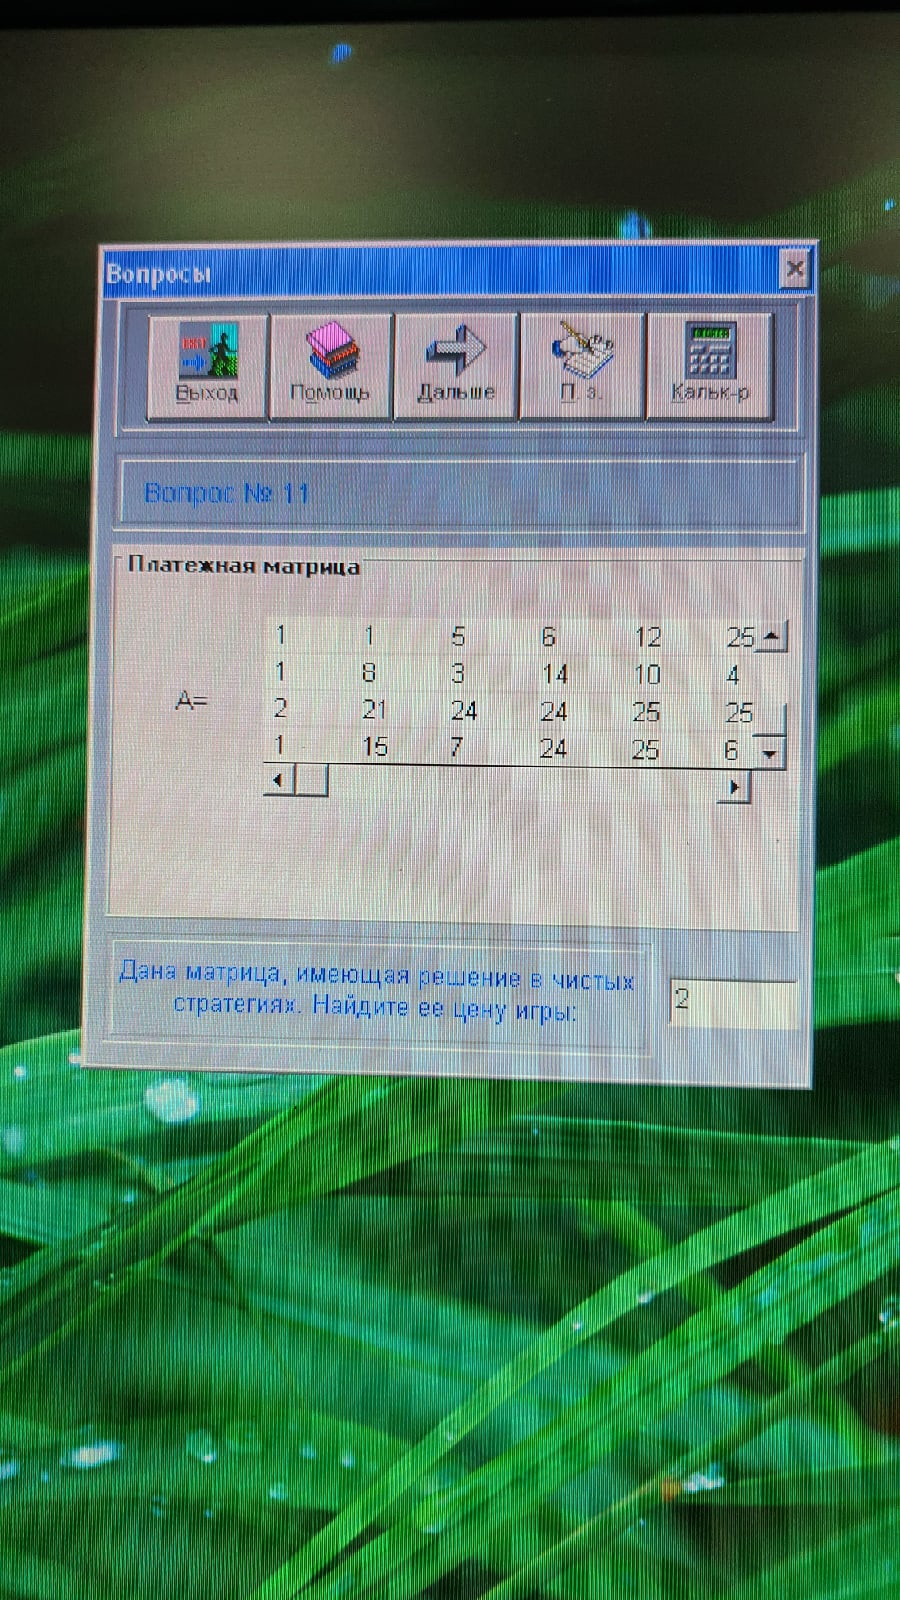 Вопросы
Выход Помощь Дальше П. з. Кальк-р
Вопрос № 11
Платежная матрица
1 1 5 6 12 25
1 8 3 14 10 4
A=
2 21 24 24 25 25
1 15 7 24 25 6
Дана матрица, имеющая решение в чистых
стратегиях. Найдите ее цену игры:
2